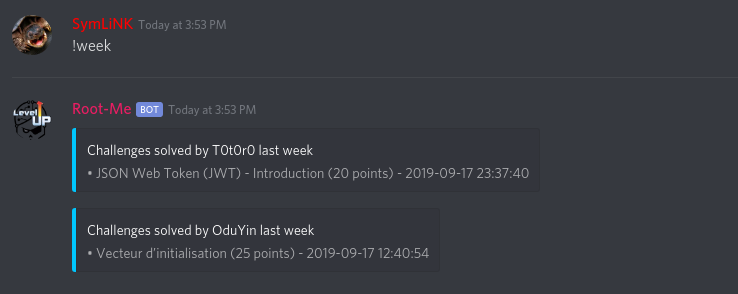 SymLiNK Today at 3:53 PM
!week
Level UP
Root-Me BOT Today at 3:53 PM
Challenges solved by T0t0r0 last week
• JSON Web Token (JWT) - Introduction (20 points) - 2019-09-17 23:37:40
Challenges solved by OduYin last week
• Vecteur d'initialisation (25 points) - 2019-09-17 12:40:54